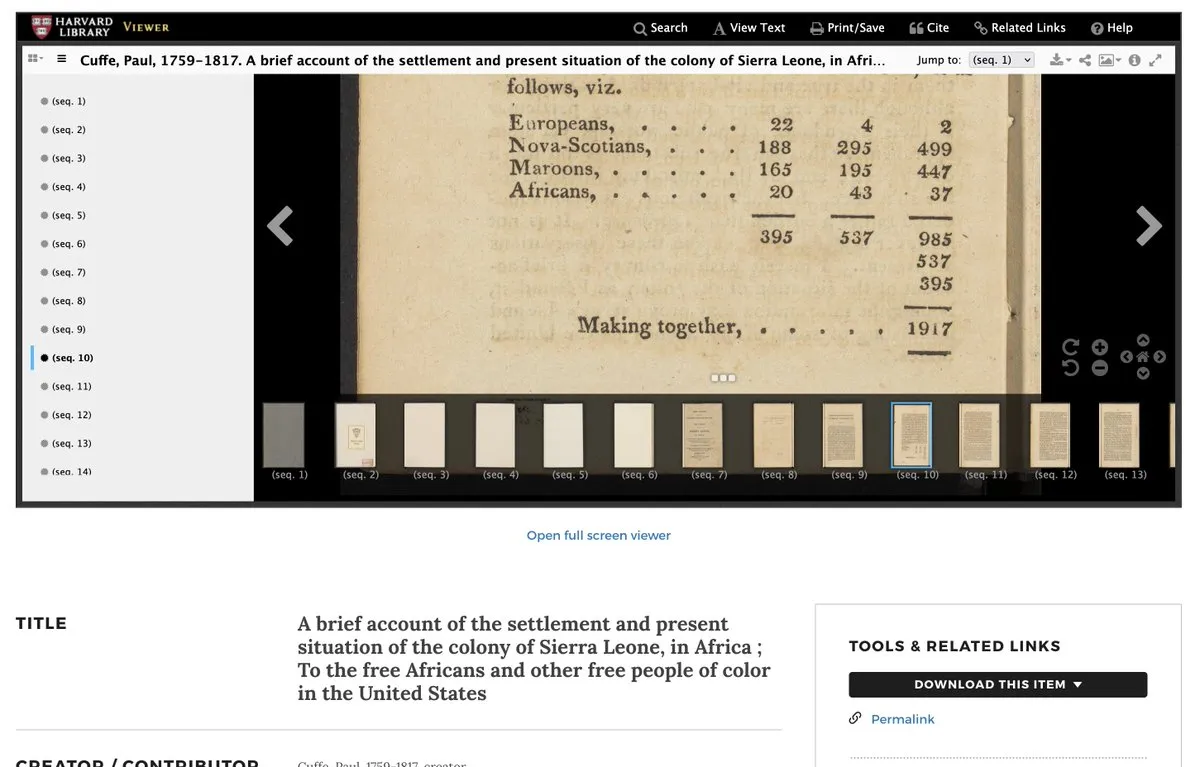 HARVARD LIBRARY VIEWER
Search View Text Print/Save Cite Related Links Help
Cuffe, Paul, 1759-1817. A brief account of the settlement and present situation of the colony of Sierra Leone, in Afri... Jump to: (seq. 1)
(seq. 1)
(seq. 2)
(seq. 3)
(seq. 4)
(seq. 5)
(seq. 6)
(seq. 7)
(seq. 8)
(seq. 9)
(seq. 10)
(seq. 11)
(seq. 12)
(seq. 13)
(seq. 14)
follows, viz.
Europeans, . . . . 22 4 2
Nova-Scotians, . . . 188 295 499
Maroons, . . . . 165 195 447
Africans, . . . . . 20 43 37
395 537 985
537
395
Making together, . . . . . 1917
(seq. 1) (seq. 2) (seq. 3) (seq. 4) (seq. 5) (seq. 6) (seq. 7) (seq. 8) (seq. 9) (seq. 10) (seq. 11) (seq. 12) (seq. 13)
Open full screen viewer
TITLE
A brief account of the settlement and present
situation of the colony of Sierra Leone, in Africa ;
To the free Africans and other free people of color
in the United States
TOOLS & RELATED LINKS
DOWNLOAD THIS ITEM
Permalink
CREATOR / CONTRIBUTOR
Cuffe, Paul, 1759-1817, creator